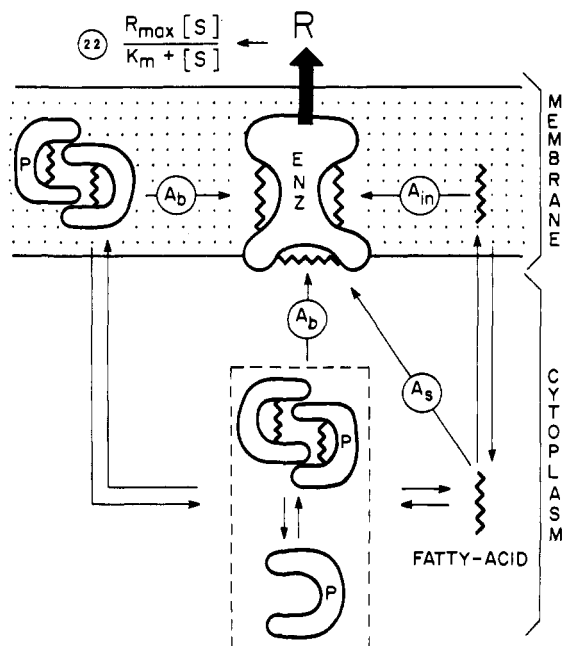 22 Rmax [S] R
Km + [S]
MEMBRANE
ENZ
P
Ab
Ain
Ab
As
P
CYTOPLASM
FATTY-ACID
P